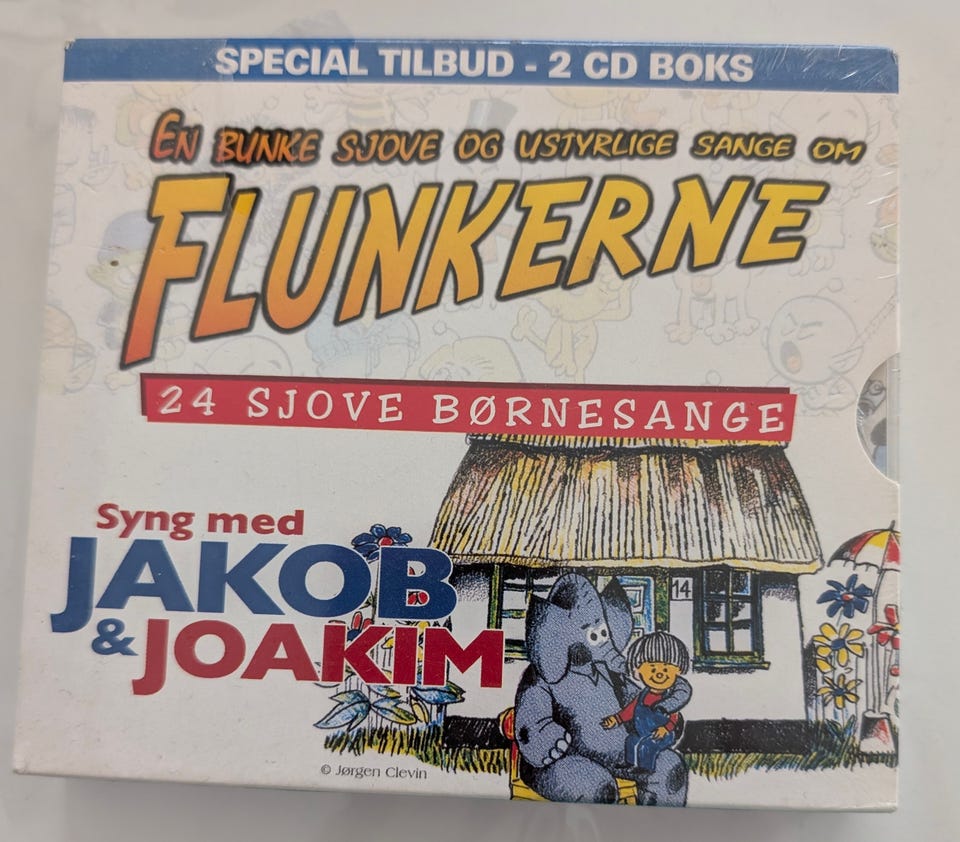 SPECIAL TILBUD - 2 CD BOKS
EN BUNKE SJOVE OG USTYRLIGE SANGE OM
FLUNKERNE
24 SJOVE BØRNESANGE
Syng med
JAKOB
& JOAKIM
14
© Jørgen Clevin